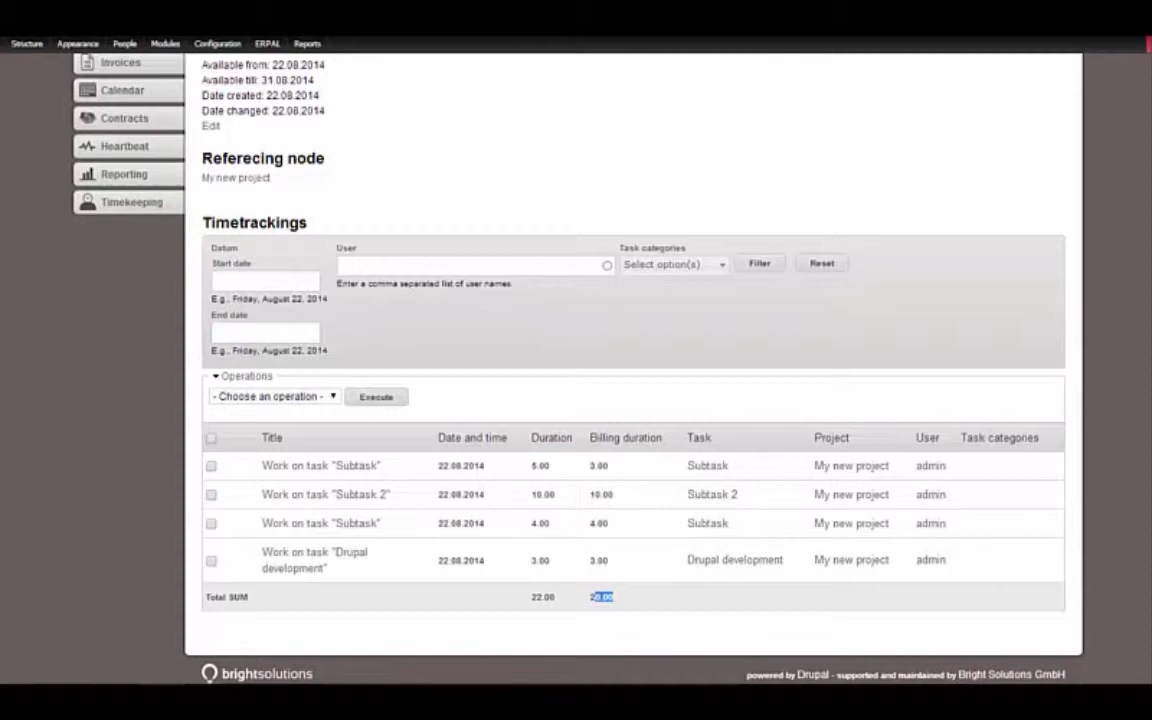 Structure Appearance People Modules Configuration ERPAL Reports
Invoices
Calendar
Contracts
Heartbeat
Reporting
Timekeeping
Available from: 22.08.2014
Available till: 31.08.2014
Date created: 22.08.2014
Date changed: 22.08.2014
Edit
Referecing node
My new project
Timetrackings
Datum User Task categories
Start date Select option(s) Filter Reset
Enter a comma separated list of user names.
E.g., Friday, August 22, 2014
End date
E.g., Friday, August 22, 2014
Operations
- Choose an operation - Execute
Title Date and time Duration Billing duration Task Project User Task categories
Work on task "Subtask" 22.08.2014 5.00 3.00 Subtask My new project admin
Work on task "Subtask 2" 22.08.2014 10.00 10.00 Subtask 2 My new project admin
Work on task "Subtask" 22.08.2014 4.00 4.00 Subtask My new project admin
Work on task "Drupal
development" 22.08.2014 3.00 3.00 Drupal development My new project admin
Total SUM 22.00 20.00
brightsolutions powered by Drupal - supported and maintained by Bright Solutions GmbH